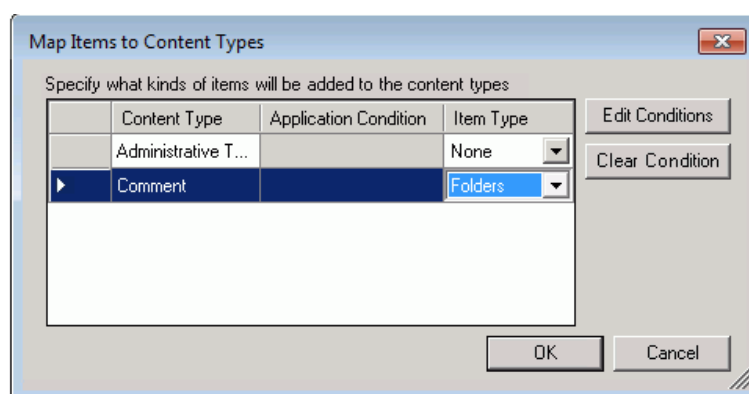 Map Items to Content Types
Specify what kinds of items will be added to the content types
Content Type Application Condition Item Type
Administrative T... None
Comment Folders
Edit Conditions
Clear Condition
OK Cancel